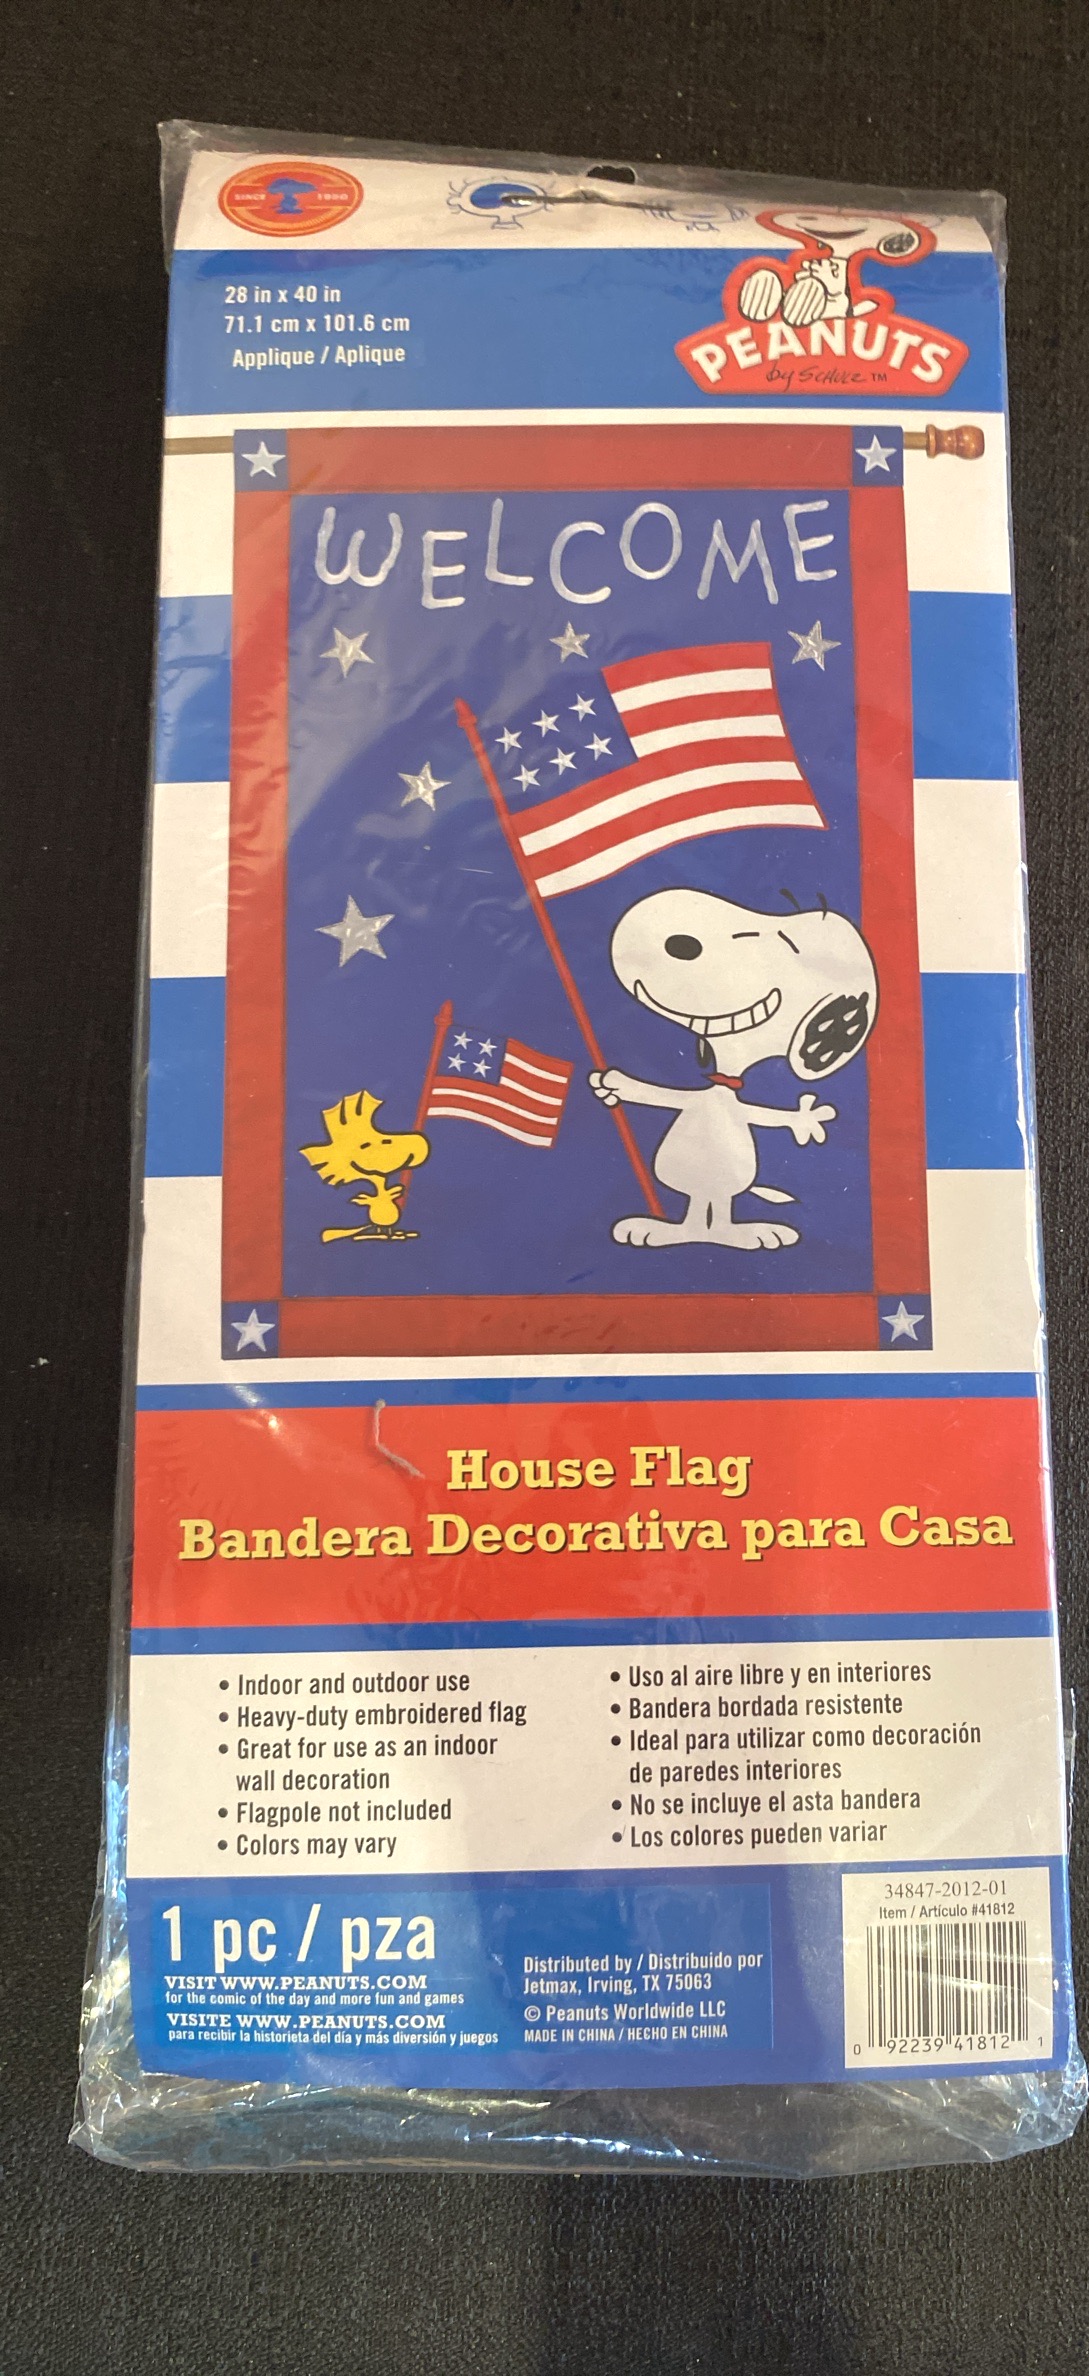 SINCE 1950
28 in x 40 in
71.1 cm x 101.6 cm
Applique / Aplique
PEANUTS
by SCHULZ ™
WELCOME
House Flag
Bandera Decorativa para Casa
• Indoor and outdoor use
• Heavy-duty embroidered flag
• Great for use as an indoor
wall decoration
• Flagpole not included
• Colors may vary
• Uso al aire libre y en interiores
• Bandera bordada resistente
• Ideal para utilizar como decoración
de paredes interiores
• No se incluye el asta bandera
• Los colores pueden variar
1 pc / pza
VISIT WWW.PEANUTS.COM
for the comic of the day and more fun and games
VISITE WWW.PEANUTS.COM
para recibir la historieta del día y más diversión y juegos
Distributed by / Distribuido por
Jetmax, Irving, TX 75063
© Peanuts Worldwide LLC
MADE IN CHINA / HECHO EN CHINA
34847-2012-01
Item / Artículo #41812
0 92239 41812 1